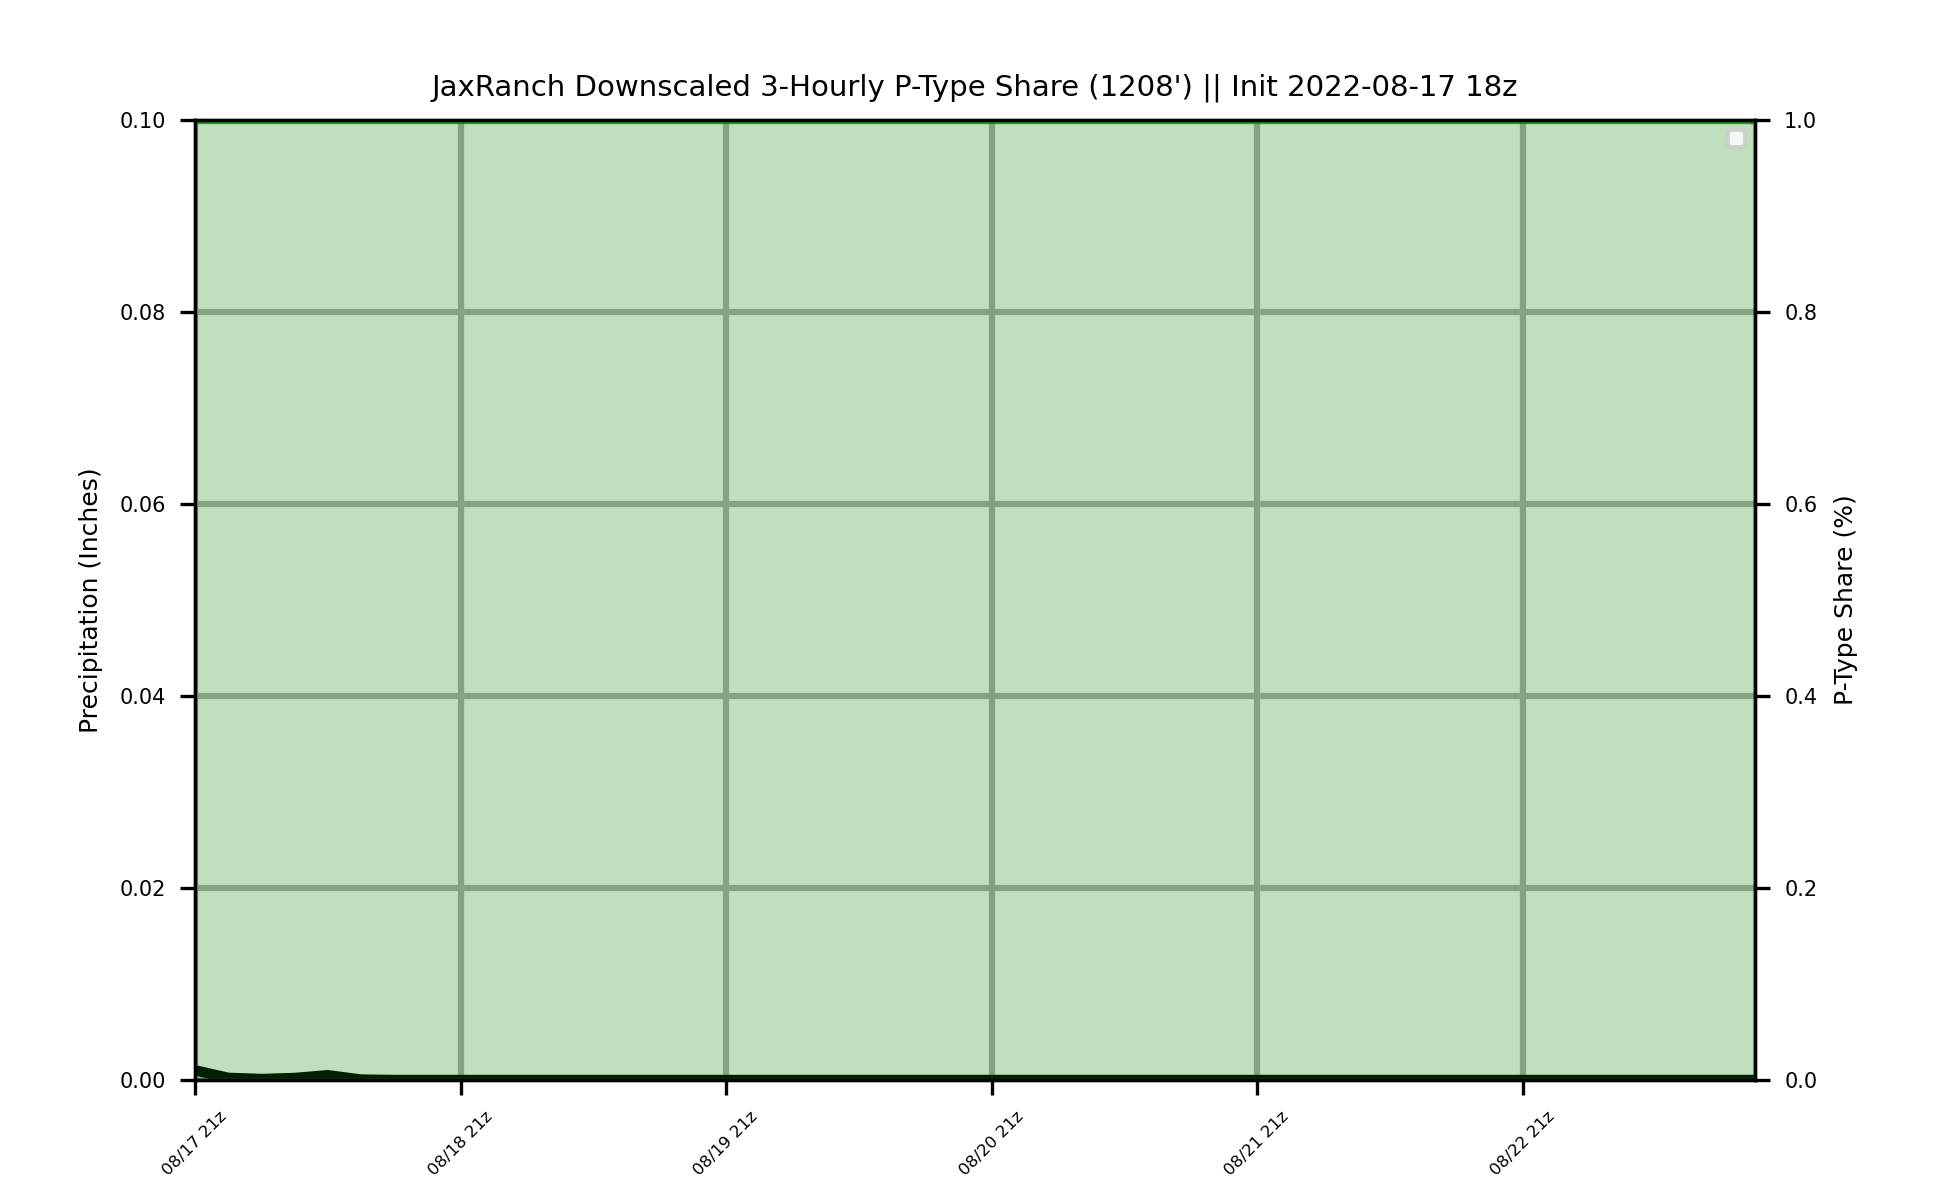 JaxRanch Downscaled 3-Hourly P-Type Share (1208') || Init 2022-08-17 18z
Precipitation (Inches)
0.10
0.08
0.06
0.04
0.02
0.00
1.0
0.8
0.6
0.4
0.2
0.0
P-Type Share (%)
08/17 21z
08/18 21z
08/19 21z
08/20 21z
08/21 21z
08/22 21z